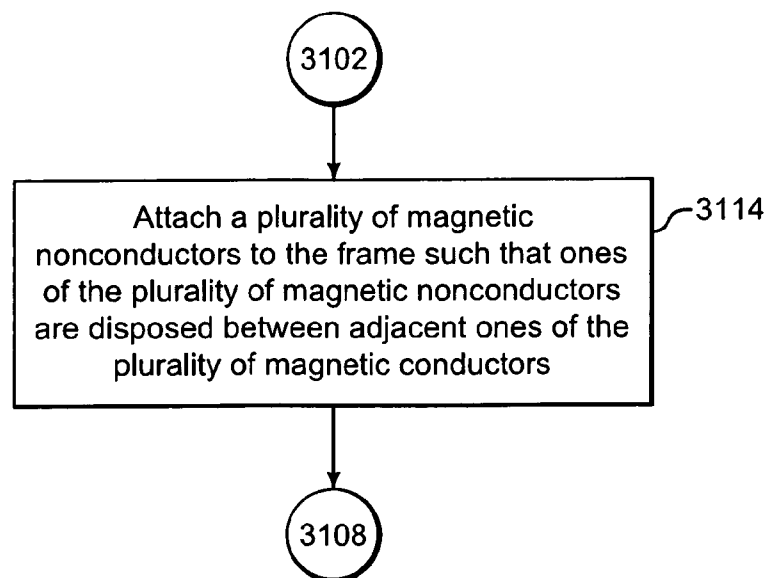 3102
Attach a plurality of magnetic
nonconductors to the frame such that ones
of the plurality of magnetic nonconductors
are disposed between adjacent ones of the
plurality of magnetic conductors
3114
3108